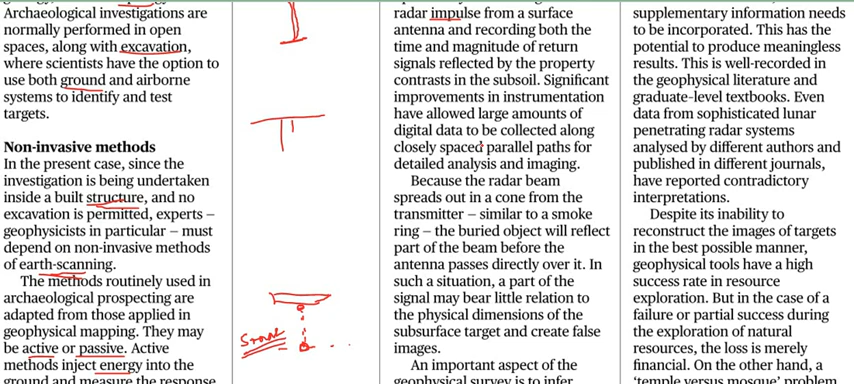 Archaeological investigations are
normally performed in open
spaces, along with excavation,
where scientists have the option to
use both ground and airborne
systems to identify and test
targets.
Non-invasive methods
In the present case, since the
investigation is being undertaken
inside a built structure, and no
excavation is permitted, experts –
geophysicists in particular – must
depend on non-invasive methods
of earth-scanning.
The methods routinely used in
archaeological prospecting are
adapted from those applied in
geophysical mapping. They may
be active or passive. Active
methods inject energy into the
ground and measure the response
radar impulse from a surface
antenna and recording both the
time and magnitude of return
signals reflected by the property
contrasts in the subsoil. Significant
improvements in instrumentation
have allowed large amounts of
digital data to be collected along
closely spaced parallel paths for
detailed analysis and imaging.
Because the radar beam
spreads out in a cone from the
transmitter – similar to a smoke
ring – the buried object will reflect
part of the beam before the
antenna passes directly over it. In
such a situation, a part of the
signal may bear little relation to
the physical dimensions of the
subsurface target and create false
images.
An important aspect of the
geophysical survey is to infer
supplementary information needs
to be incorporated. This has the
potential to produce meaningless
results. This is well-recorded in
the geophysical literature and
graduate-level textbooks. Even
data from sophisticated lunar
penetrating radar systems
analysed by different authors and
published in different journals,
have reported contradictory
interpretations.
Despite its inability to
reconstruct the images of targets
in the best possible manner,
geophysical tools have a high
success rate in resource
exploration. But in the case of a
failure or partial success during
the exploration of natural
resources, the loss is merely
financial. On the other hand, a
'temple versus mosque' problem